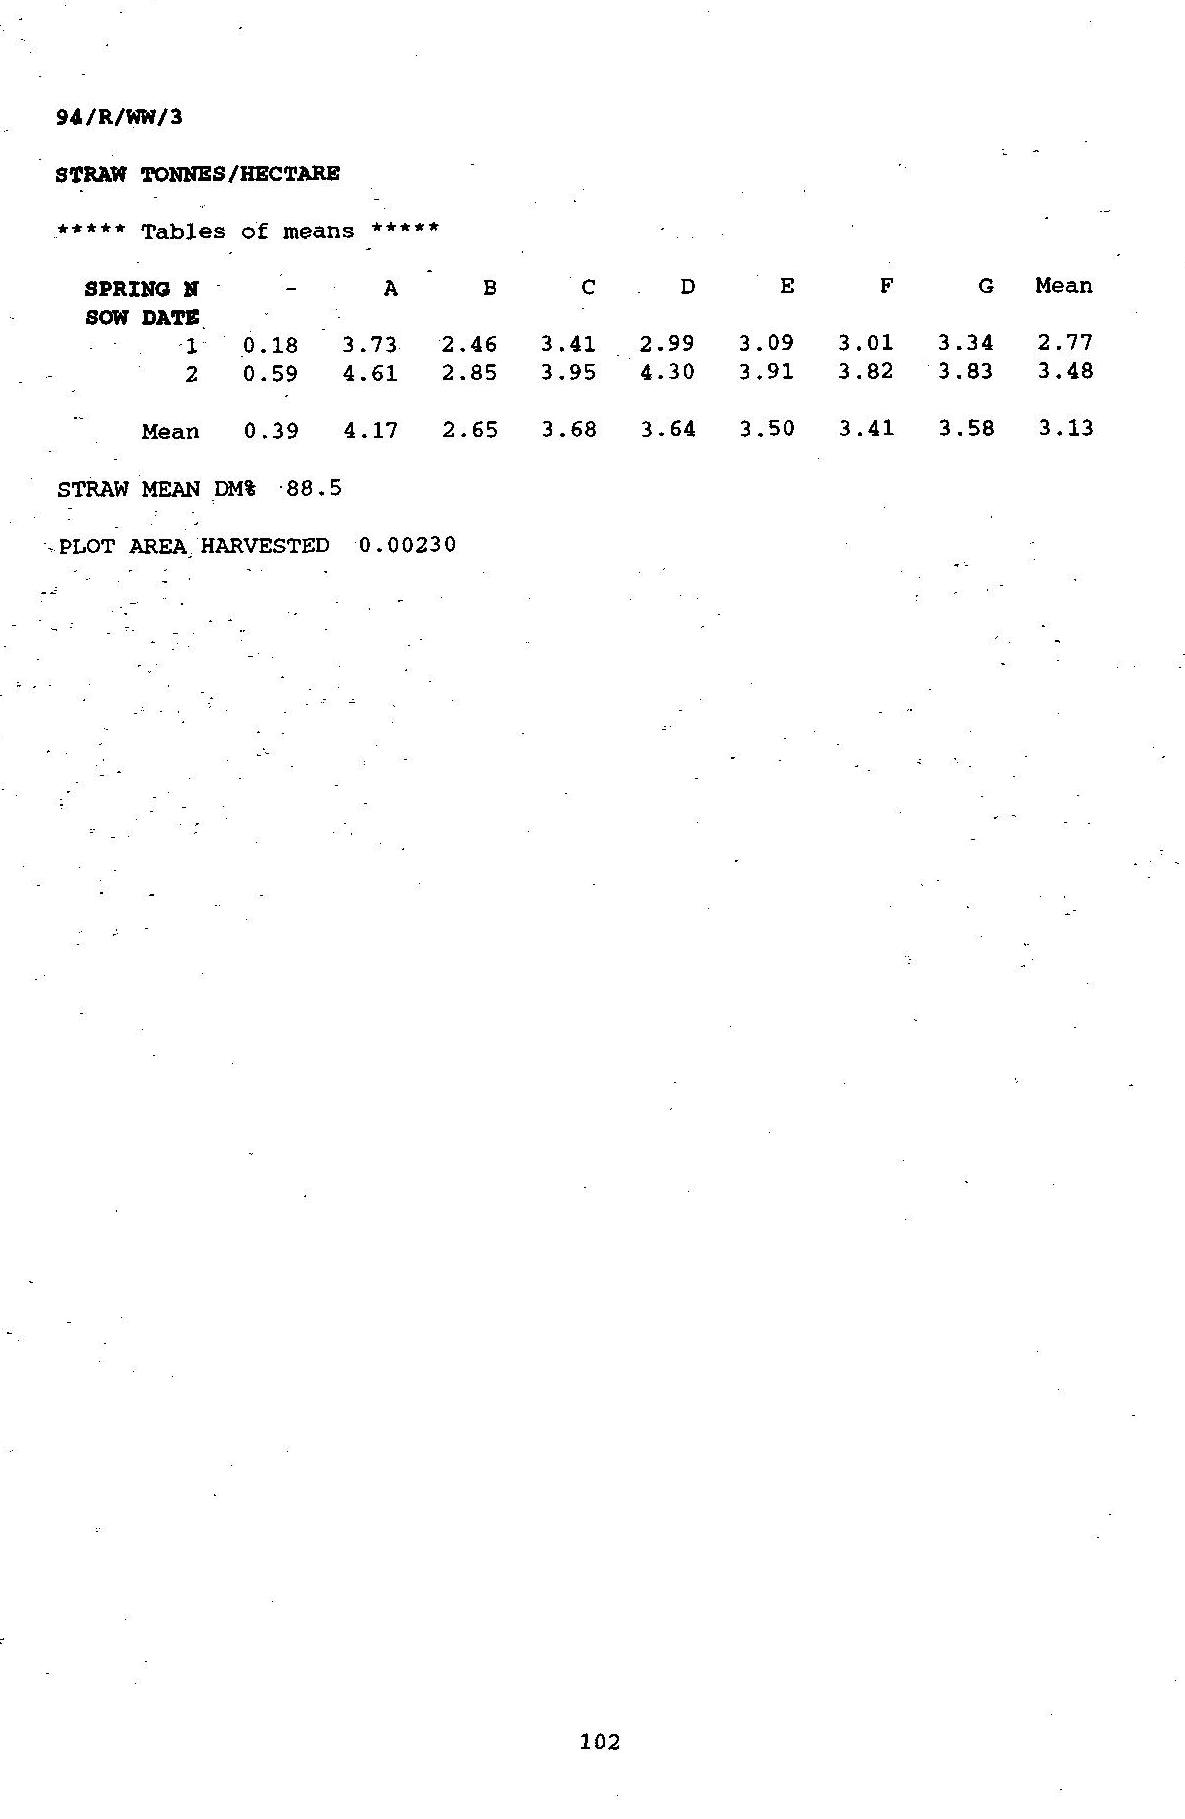 94/R/WW/3
STRAW TONNES/HECTARE
***** Tables of means *****
SPRING N - A B C D E F G Mean
SOW DATE
1 0.18 3.73 2.46 3.41 2.99 3.09 3.01 3.34 2.77
2 0.59 4.61 2.85 3.95 4.30 3.91 3.82 3.83 3.48
Mean 0.39 4.17 2.65 3.68 3.64 3.50 3.41 3.58 3.13
STRAW MEAN DM% 88.5
PLOT AREA HARVESTED 0.00230
102